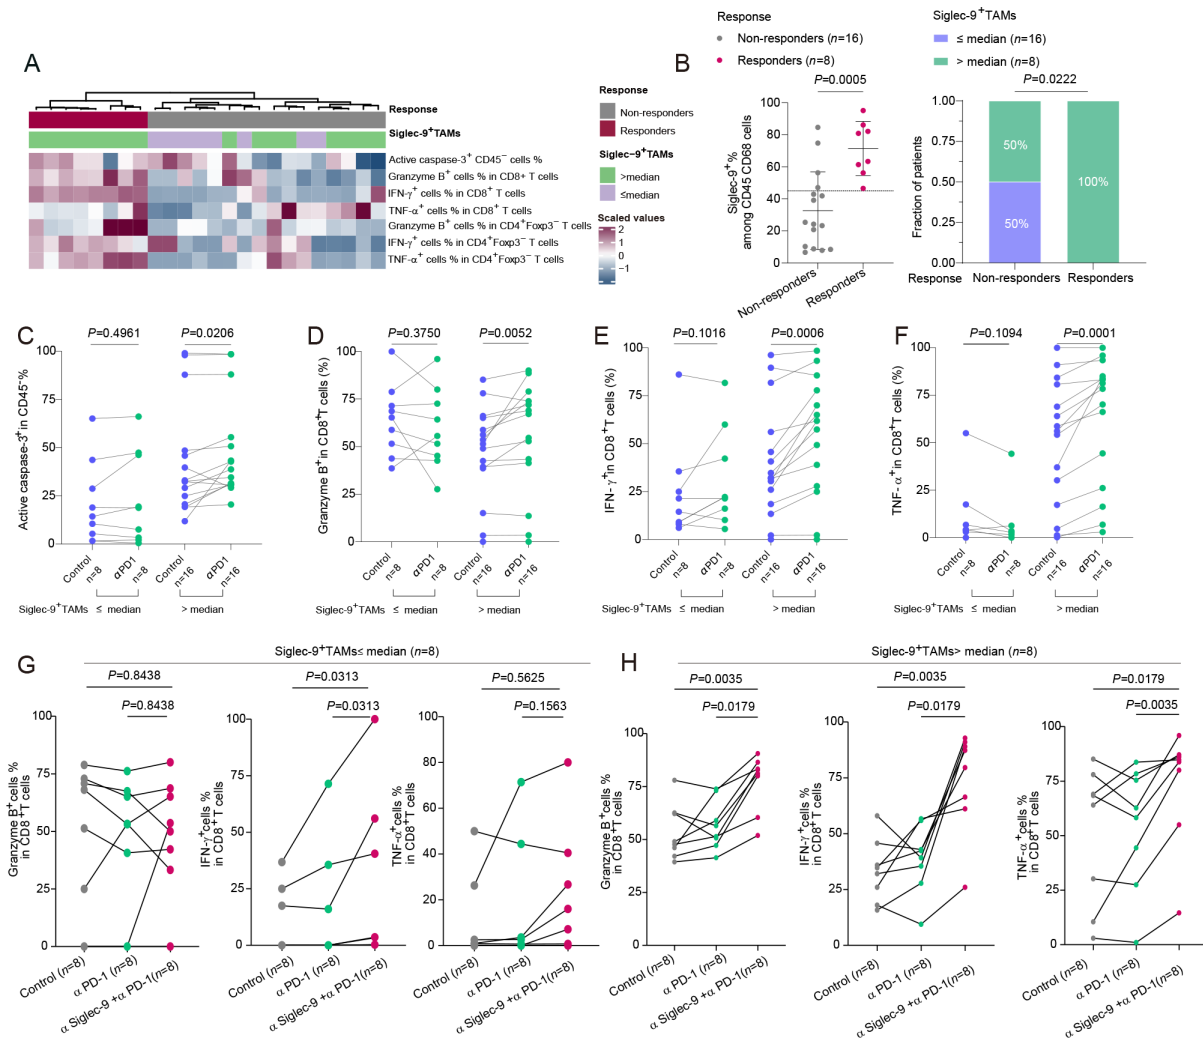 A
Response
Siglec-9+TAMs
Active caspase-3+ CD45− cells %
Granzyme B+ cells % in CD8+ T cells
IFN-γ+ cells % in CD8+ T cells
TNF-α+ cells % in CD8+ T cells
Granzyme B+ cells % in CD4+Foxp3− T cells
IFN-γ+ cells % in CD4+Foxp3− T cells
TNF-α+ cells % in CD4+Foxp3− T cells
Response
Non-responders
Responders
Siglec−9+TAMs
>median
≤median
Scaled values
2
1
0
−1
B
Response
Non-responders (n=16)
Responders (n=8)
P=0.0005
Siglec-9+%
among CD45 CD68 cells
100
80
60
40
20
0
Non-responders
Responders
Siglec-9+TAMs
≤ median (n=16)
> median (n=8)
P=0.0222
Fraction of patients
1.00
0.75
0.50
0.25
0.00
50%
50%
100%
Response
Non-responders
Responders
C
P=0.4961
P=0.0206
Active caspase-3+in CD45-%
100
75
50
25
0
Control
n=8
αPD1
n=8
Control
n=16
αPD1
n=16
Siglec-9+TAMs
≤ median
> median
D
P=0.3750
P=0.0052
Granzyme B+in CD8+T cells (%)
100
75
50
25
0
Control
n=8
αPD1
n=8
Control
n=16
αPD1
n=16
Siglec-9+TAMs
≤ median
> median
E
P=0.1016
P=0.0006
IFN- γ+in CD8+T cells (%)
100
75
50
25
0
Control
n=8
αPD1
n=8
Control
n=16
αPD1
n=16
Siglec-9+TAMs
≤ median
> median
F
P=0.1094
P=0.0001
TNF- α+in CD8+T cells (%)
100
75
50
25
0
Control
n=8
αPD1
n=8
Control
n=16
αPD1
n=16
Siglec-9+TAMs
≤ median
> median
G
Siglec-9+TAMs≤ median (n=8)
P=0.8438
P=0.8438
Granzyme B+ cells %
in CD8+T cells
100
75
50
25
0
Control (n=8)
α PD-1 (n=8)
α Siglec-9 +α PD-1(n=8)
P=0.0313
P=0.0313
IFN-γ+cells %
in CD8+T cells
100
75
50
25
0
Control (n=8)
α PD-1 (n=8)
α Siglec-9 +α PD-1(n=8)
P=0.5625
P=0.1563
TNF-α+cells %
in CD8+T cells
100
75
50
25
0
Control (n=8)
α PD-1 (n=8)
α Siglec-9 +α PD-1(n=8)
H
Siglec-9+TAMs> median (n=8)
P=0.0035
P=0.0179
Granzyme B+cells %
in CD8+T cells
100
75
50
25
0
Control (n=8)
α PD-1 (n=8)
α Siglec-9 +α PD-1(n=8)
P=0.0035
P=0.0179
IFN-γ+cells %
in CD8+T cells
100
75
50
25
0
Control (n=8)
α PD-1 (n=8)
α Siglec-9 +α PD-1(n=8)
P=0.0179
P=0.0035
TNF-α+cells %
in CD8+T cells
100
75
50
25
0
Control (n=8)
α PD-1 (n=8)
α Siglec-9 +α PD-1(n=8)